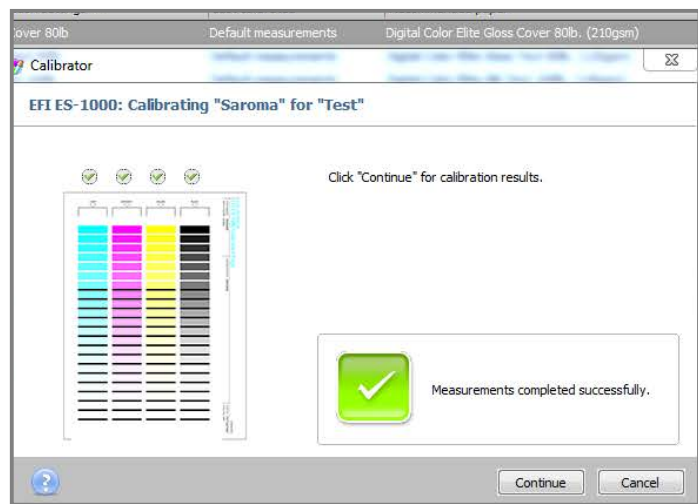 Cover 80lb Default measurements Digital Color Elite Gloss Cover 80lb. (210gsm)
Calibrator
EFI ES-1000: Calibrating "Saroma" for "Test"
Click "Continue" for calibration results.
Measurements completed successfully.
Continue Cancel